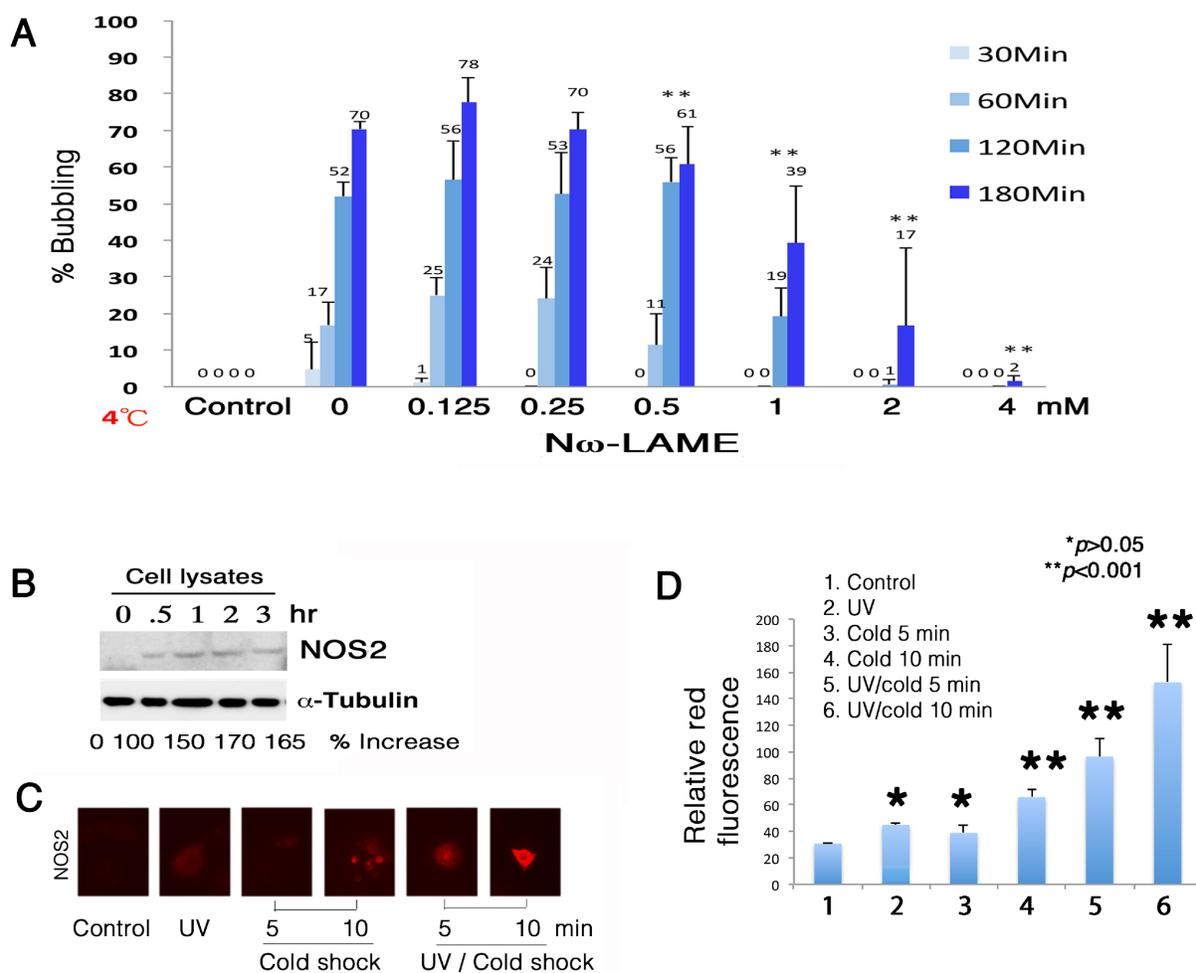 A
100
90
80
70
60
50
40
30
20
10
0
% Bubbling
30Min
60Min
120Min
180Min
0 0 0 0
5 17 52 70
1 25 56 78
0 24 53 70
0 11 56 61
**
0 0 19 39
**
0 0 1 17
**
0 0 0 2
**
Control 0 0.125 0.25 0.5 1 2 4 mM
4°C
Nω-LAME
B
Cell lysates
0 .5 1 2 3 hr
NOS2
α-Tubulin
0 100 150 170 165 % Increase
C
NOS2
Control UV 5 10 5 10 min
Cold shock UV / Cold shock
D
*p>0.05
**p<0.001
1. Control
2. UV
3. Cold 5 min
4. Cold 10 min
5. UV/cold 5 min
6. UV/cold 10 min
Relative red
fluorescence
200
180
160
140
120
100
80
60
40
20
0
* * ** ** **
1 2 3 4 5 6